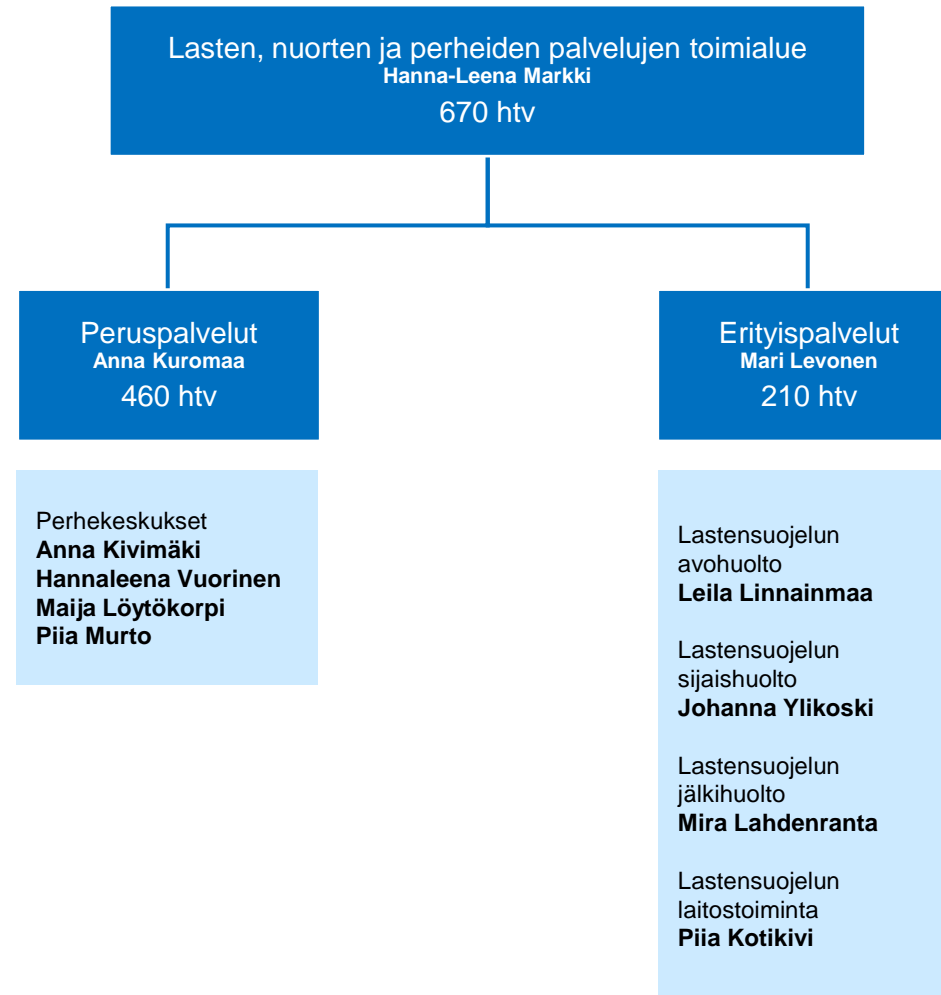 Lasten, nuorten ja perheiden palvelujen toimialue
Hanna-Leena Markki
670 htv
Peruspalvelut
Anna Kuromaa
460 htv
Perhekeskukset
Anna Kivimäki
Hannaleena Vuorinen
Maija Löytökorpi
Piia Murto
Erityispalvelut
Mari Levonen
210 htv
Lastensuojelun
avohuolto
Leila Linnainmaa
Lastensuojelun
sijaishuolto
Johanna Ylikoski
Lastensuojelun
jälkihuolto
Mira Lahdenranta
Lastensuojelun
laitostoiminta
Piia Kotikivi